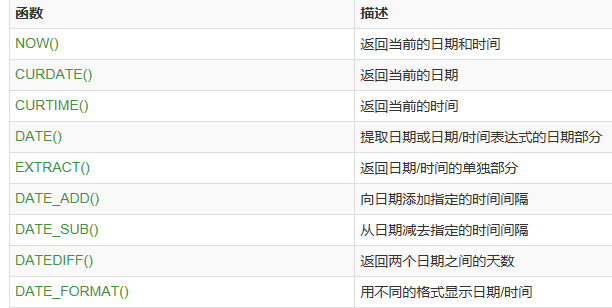 函数 描述
NOW() 返回当前的日期和时间
CURDATE() 返回当前的日期
CURTIME() 返回当前的时间
DATE() 提取日期或日期/时间表达式的日期部分
EXTRACT() 返回日期/时间的单独部分
DATE_ADD() 向日期添加指定的时间间隔
DATE_SUB() 从日期减去指定的时间间隔
DATEDIFF() 返回两个日期之间的天数
DATE_FORMAT() 用不同的格式显示日期/时间